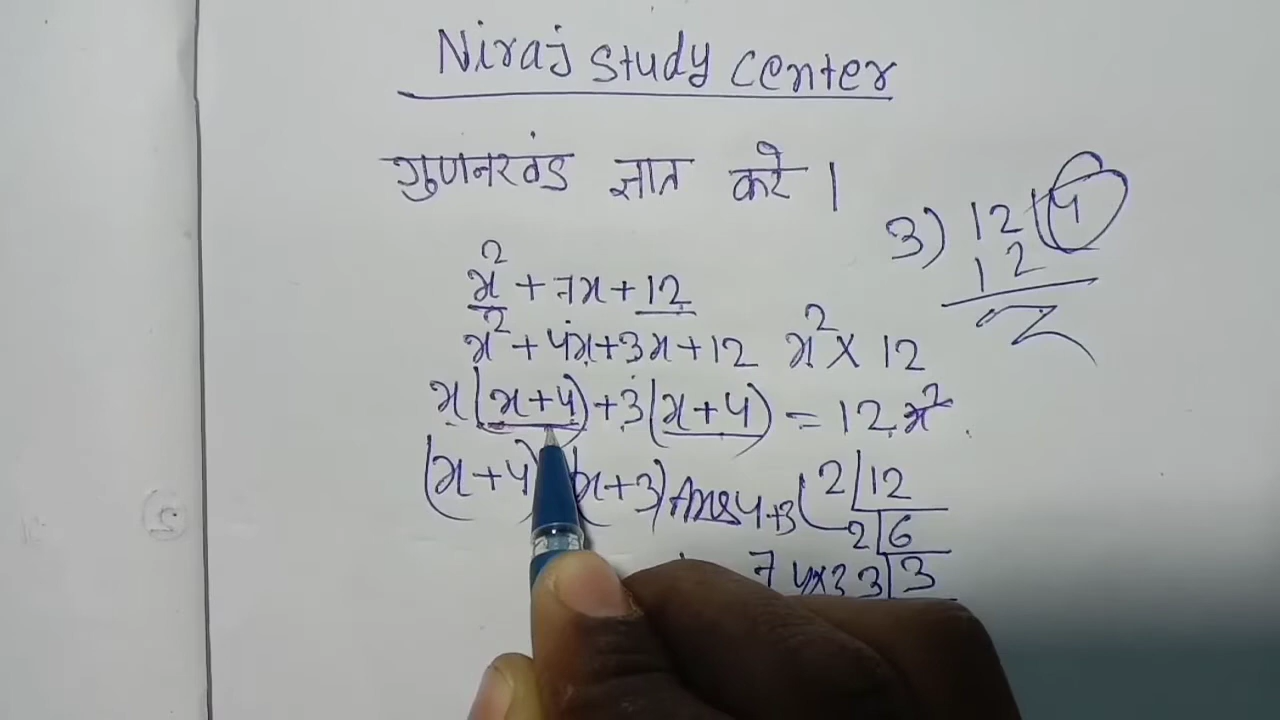 Niraj Study Center
गुणनखंड ज्ञात करे ।
x² + 7x + 12
x² + 4x + 3x + 12
x(x+4) + 3(x+4)
(x+4) (x+3) Ans
3) 12 (4
12
x² × 12
= 12x²
4+3
7
4×3
2 | 12
2 | 6
3 | 3